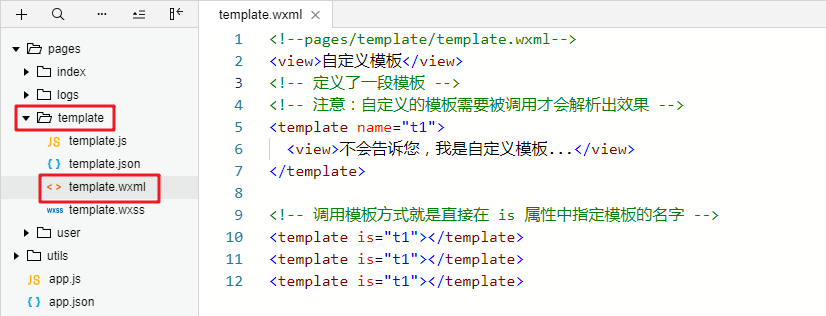 template.wxml ×
pages
index
logs
template
template.js
template.json
template.wxml
template.wxss
user
utils
app.js
app.json
1 <!--pages/template/template.wxml-->
2 <view>自定义模板</view>
3 <!-- 定义了一段模板 -->
4 <!-- 注意：自定义的模板需要被调用才会解析出效果 -->
5 <template name="t1">
6 <view>不会告诉您，我是自定义模板...</view>
7 </template>
8
9 <!-- 调用模板方式就是直接在 is 属性中指定模板的名字 -->
10 <template is="t1"></template>
11 <template is="t1"></template>
12 <template is="t1"></template>